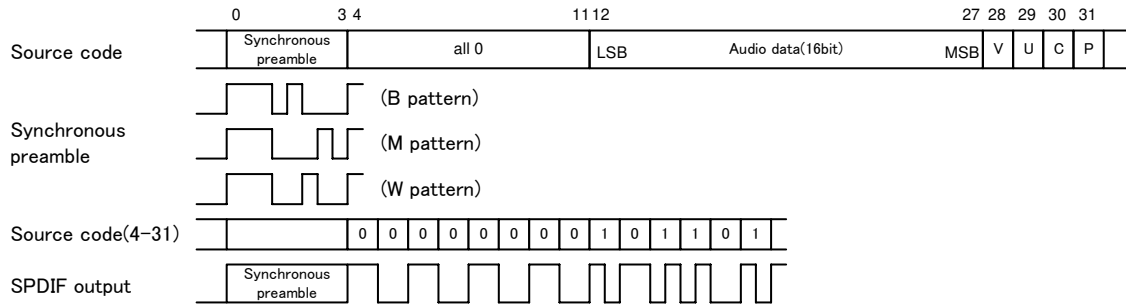 0 3 4 11 12 27 28 29 30 31
Source code Synchronous preamble all 0 LSB Audio data(16bit) MSB V U C P
(B pattern)
Synchronous preamble (M pattern)
(W pattern)
Source code(4-31) 0 0 0 0 0 0 0 0 1 0 1 1 0 1
SPDIF output Synchronous preamble